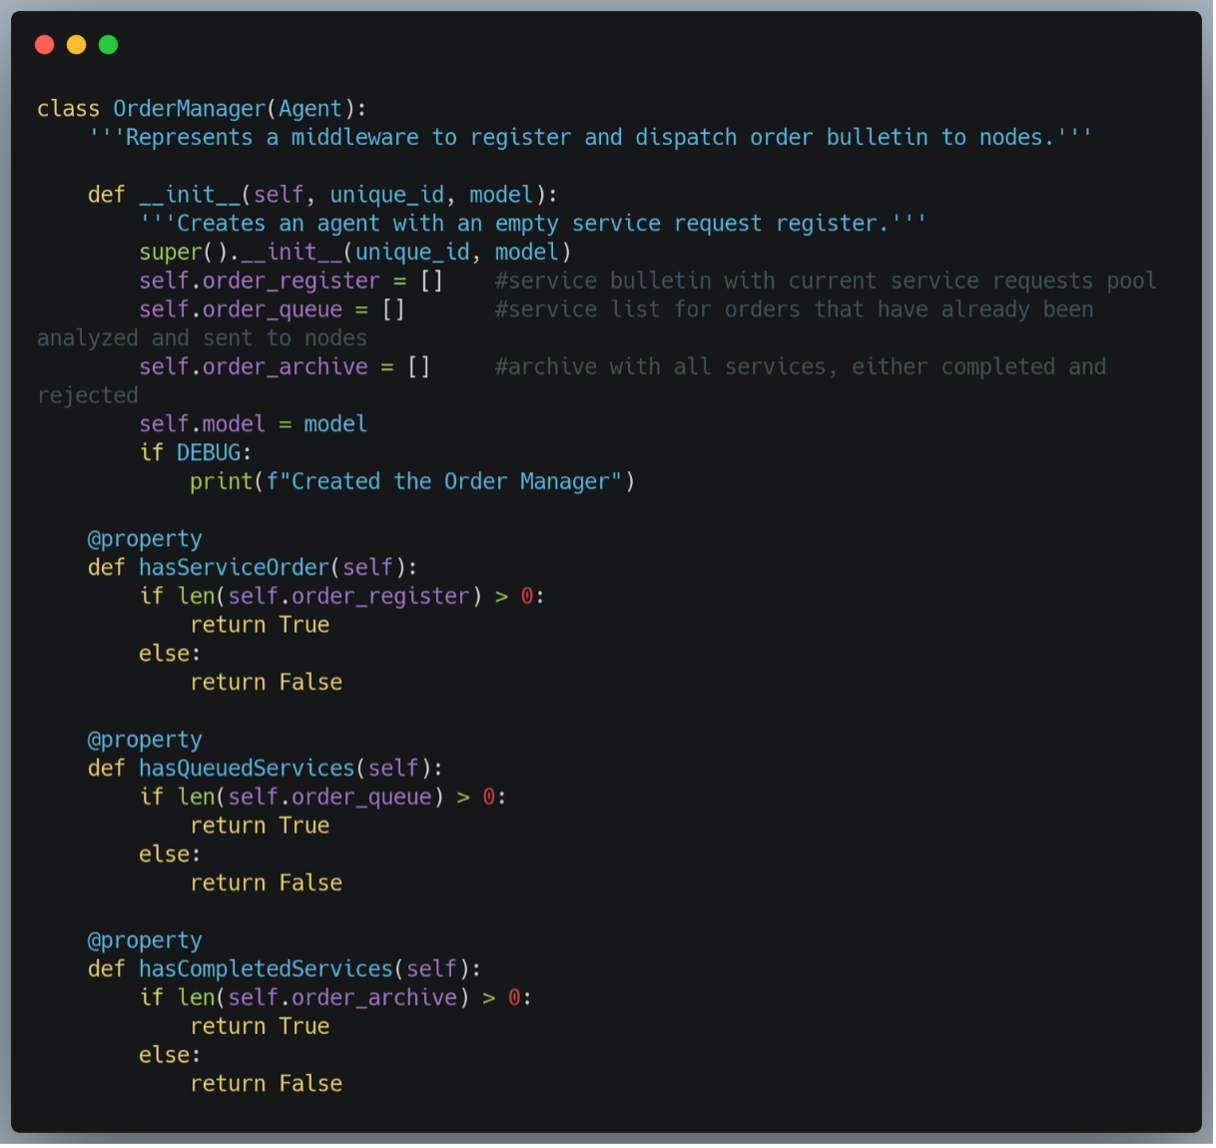 class OrderManager(Agent):
    '''Represents a middleware to register and dispatch order bulletin to nodes.'''

    def __init__(self, unique_id, model):
        '''Creates an agent with an empty service request register.'''
        super().__init__(unique_id, model)
        self.order_register = []    #service bulletin with current service requests pool
        self.order_queue = []       #service list for orders that have already been
analyzed and sent to nodes
        self.order_archive = []     #archive with all services, either completed and
rejected
        self.model = model
        if DEBUG:
            print(f"Created the Order Manager")

    @property
    def hasServiceOrder(self):
        if len(self.order_register) > 0:
            return True
        else:
            return False

    @property
    def hasQueuedServices(self):
        if len(self.order_queue) > 0:
            return True
        else:
            return False

    @property
    def hasCompletedServices(self):
        if len(self.order_archive) > 0:
            return True
        else:
            return False